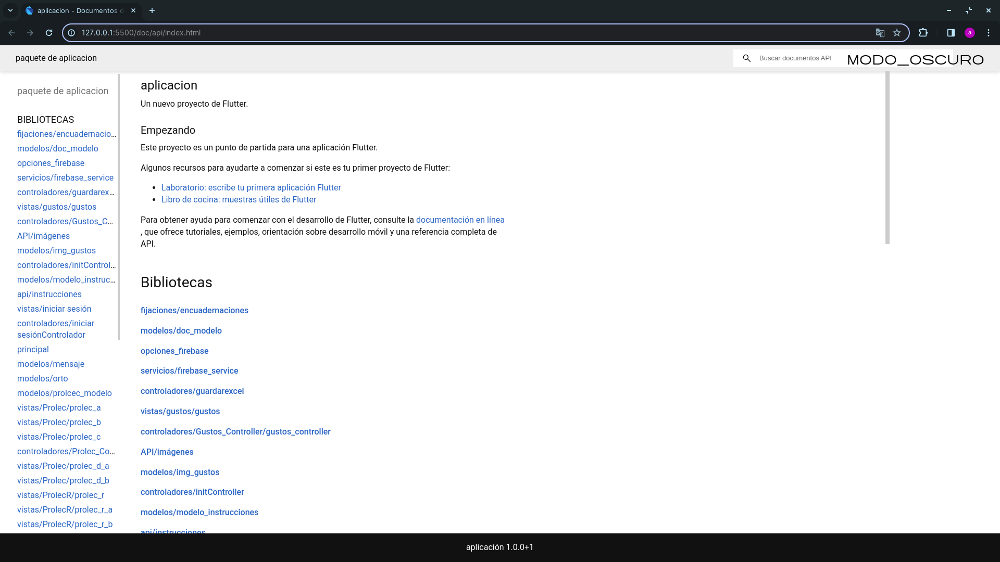 aplicacion - Documentos d
127.0.0.1:5500/doc/api/index.html
a
paquete de aplicacion
Buscar documentos API
MODO_OSCURO
paquete de aplicacion
BIBLIOTECAS
fijaciones/encuadernacio...
modelos/doc_modelo
opciones_firebase
servicios/firebase_service
controladores/guardarex...
vistas/gustos/gustos
controladores/Gustos_C...
API/imágenes
modelos/img_gustos
controladores/initControl...
modelos/modelo_instruc...
api/instrucciones
vistas/iniciar sesión
controladores/iniciar
sesiónControlador
principal
modelos/mensaje
modelos/orto
modelos/prolcec_modelo
vistas/Prolec/prolec_a
vistas/Prolec/prolec_b
vistas/Prolec/prolec_c
controladores/Prolec_Co...
vistas/Prolec/prolec_d_a
vistas/Prolec/prolec_d_b
vistas/ProlecR/prolec_r
vistas/ProlecR/prolec_r_a
vistas/ProlecR/prolec_r_b
aplicacion
Un nuevo proyecto de Flutter.
Empezando
Este proyecto es un punto de partida para una aplicación Flutter.
Algunos recursos para ayudarte a comenzar si este es tu primer proyecto de Flutter:
• Laboratorio: escribe tu primera aplicación Flutter
• Libro de cocina: muestras útiles de Flutter
Para obtener ayuda para comenzar con el desarrollo de Flutter, consulte la documentación en línea
, que ofrece tutoriales, ejemplos, orientación sobre desarrollo móvil y una referencia completa de
API.
Bibliotecas
fijaciones/encuadernaciones
modelos/doc_modelo
opciones_firebase
servicios/firebase_service
controladores/guardarexcel
vistas/gustos/gustos
controladores/Gustos_Controller/gustos_controller
API/imágenes
modelos/img_gustos
controladores/initController
modelos/modelo_instrucciones
api/instrucciones
aplicación 1.0.0+1